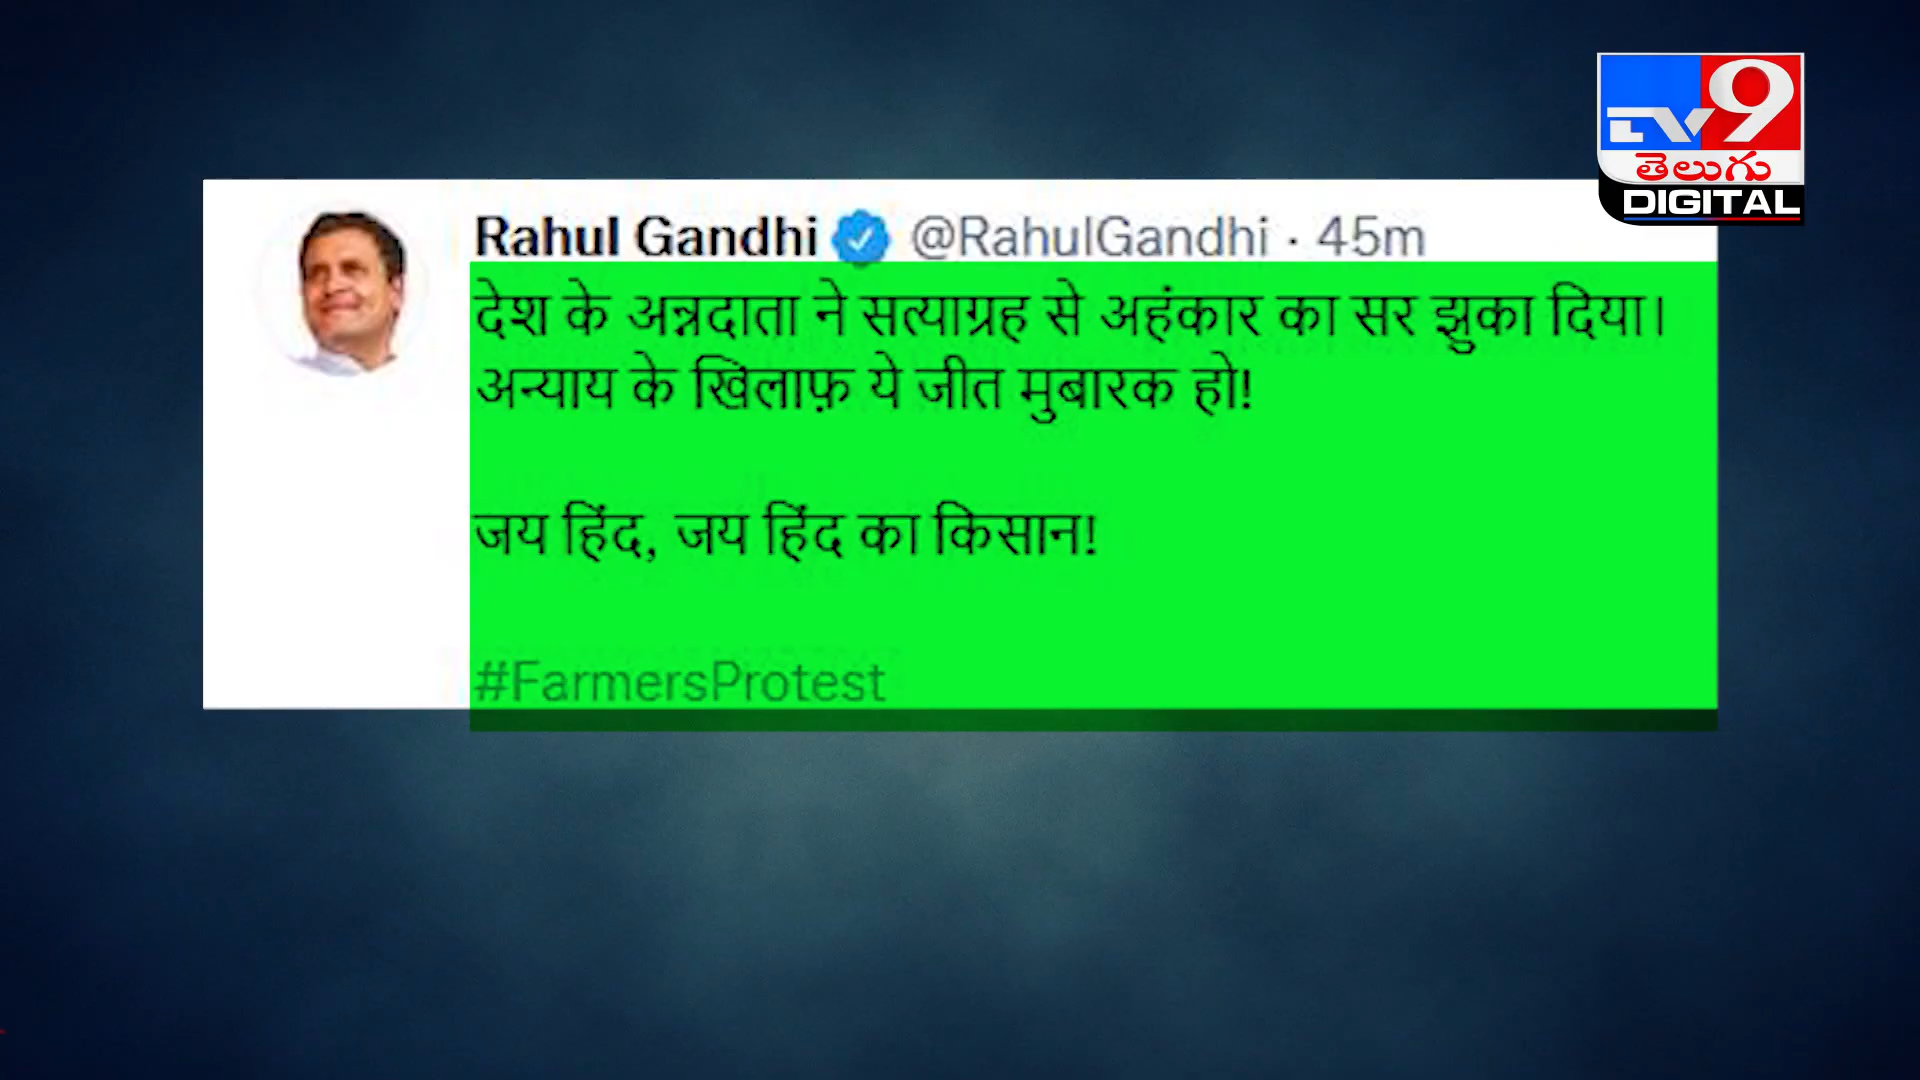 TV9
తెలుగు
DIGITAL
Rahul Gandhi @RahulGandhi · 45m
देश के अन्नदाता ने सत्याग्रह से अहंकार का सर झुका दिया।
अन्याय के खिलाफ़ ये जीत मुबारक हो!
जय हिंद, जय हिंद का किसान!
#FarmersProtest